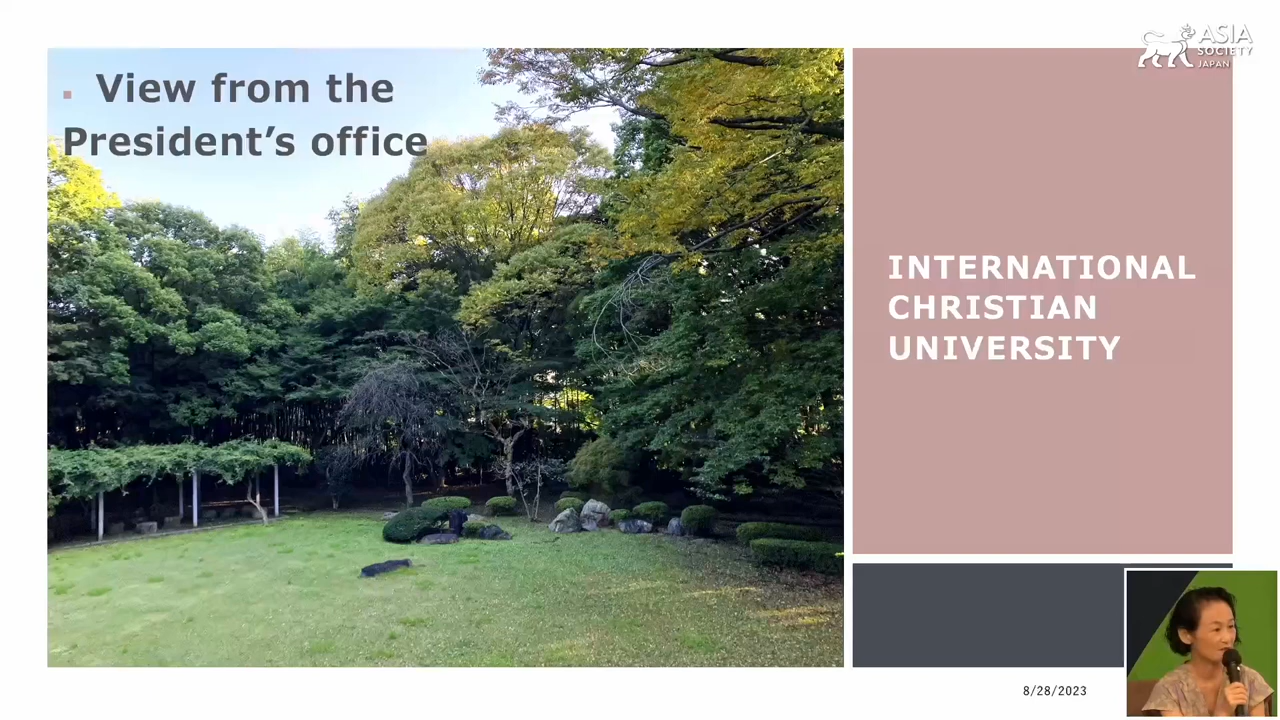 ASIA
SOCIETY
JAPAN
▪ View from the
President’s office
INTERNATIONAL
CHRISTIAN
UNIVERSITY
8/28/2023